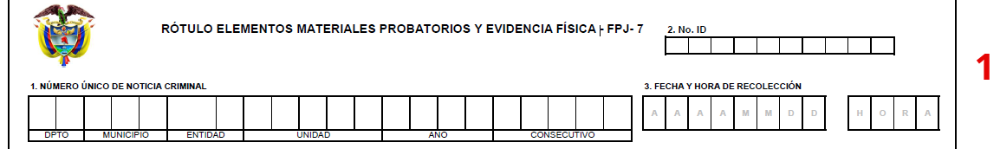 RÓTULO ELEMENTOS MATERIALES PROBATORIOS Y EVIDENCIA FÍSICA - FPJ- 7
2. No. ID
1
1. NÚMERO ÚNICO DE NOTICIA CRIMINAL
3. FECHA Y HORA DE RECOLECCIÓN
A A A A M M D D H O R A
DPTO MUNICIPIO ENTIDAD UNIDAD ANO CONSECUTIVO